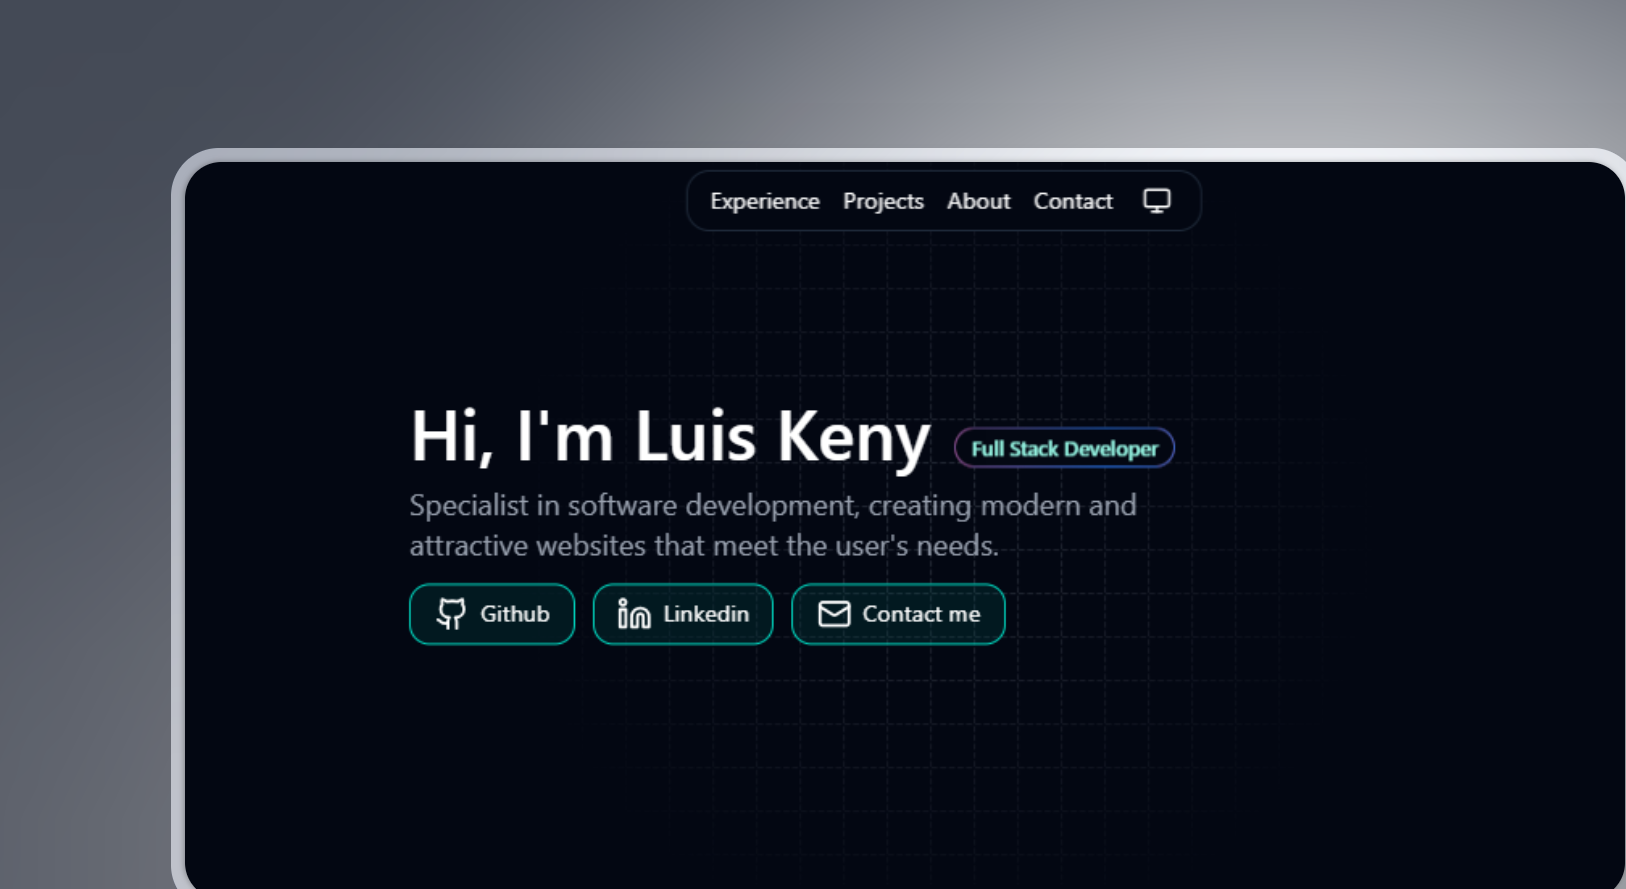 Experience Projects About Contact
Hi, I'm Luis Keny Full Stack Developer
Specialist in software development, creating modern and
attractive websites that meet the user's needs.
Github Linkedin Contact me